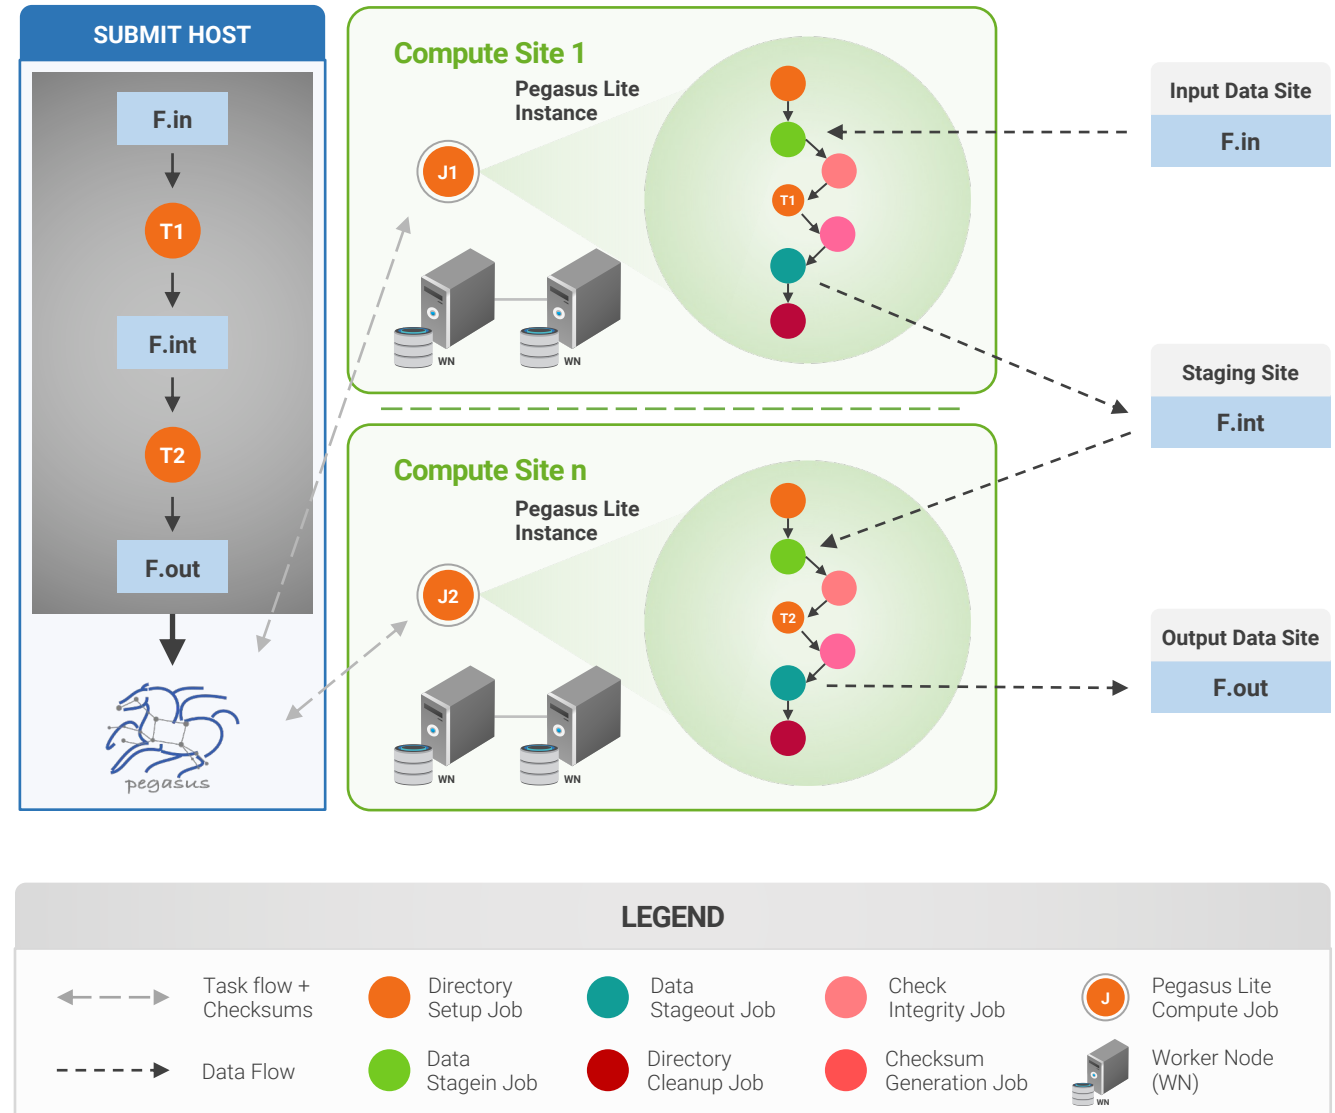 SUBMIT HOST
F.in
T1
F.int
T2
F.out
pegasus
Compute Site 1
Pegasus Lite
Instance
J1
T1
WN
WN
Compute Site n
Pegasus Lite
Instance
J2
T2
WN
WN
Input Data Site
F.in
Staging Site
F.int
Output Data Site
F.out
LEGEND
Task flow +
Checksums
Directory
Setup Job
Data
Stageout Job
Check
Integrity Job
J
Pegasus Lite
Compute Job
Data Flow
Data
Stagein Job
Directory
Cleanup Job
Checksum
Generation Job
WN
Worker Node
(WN)